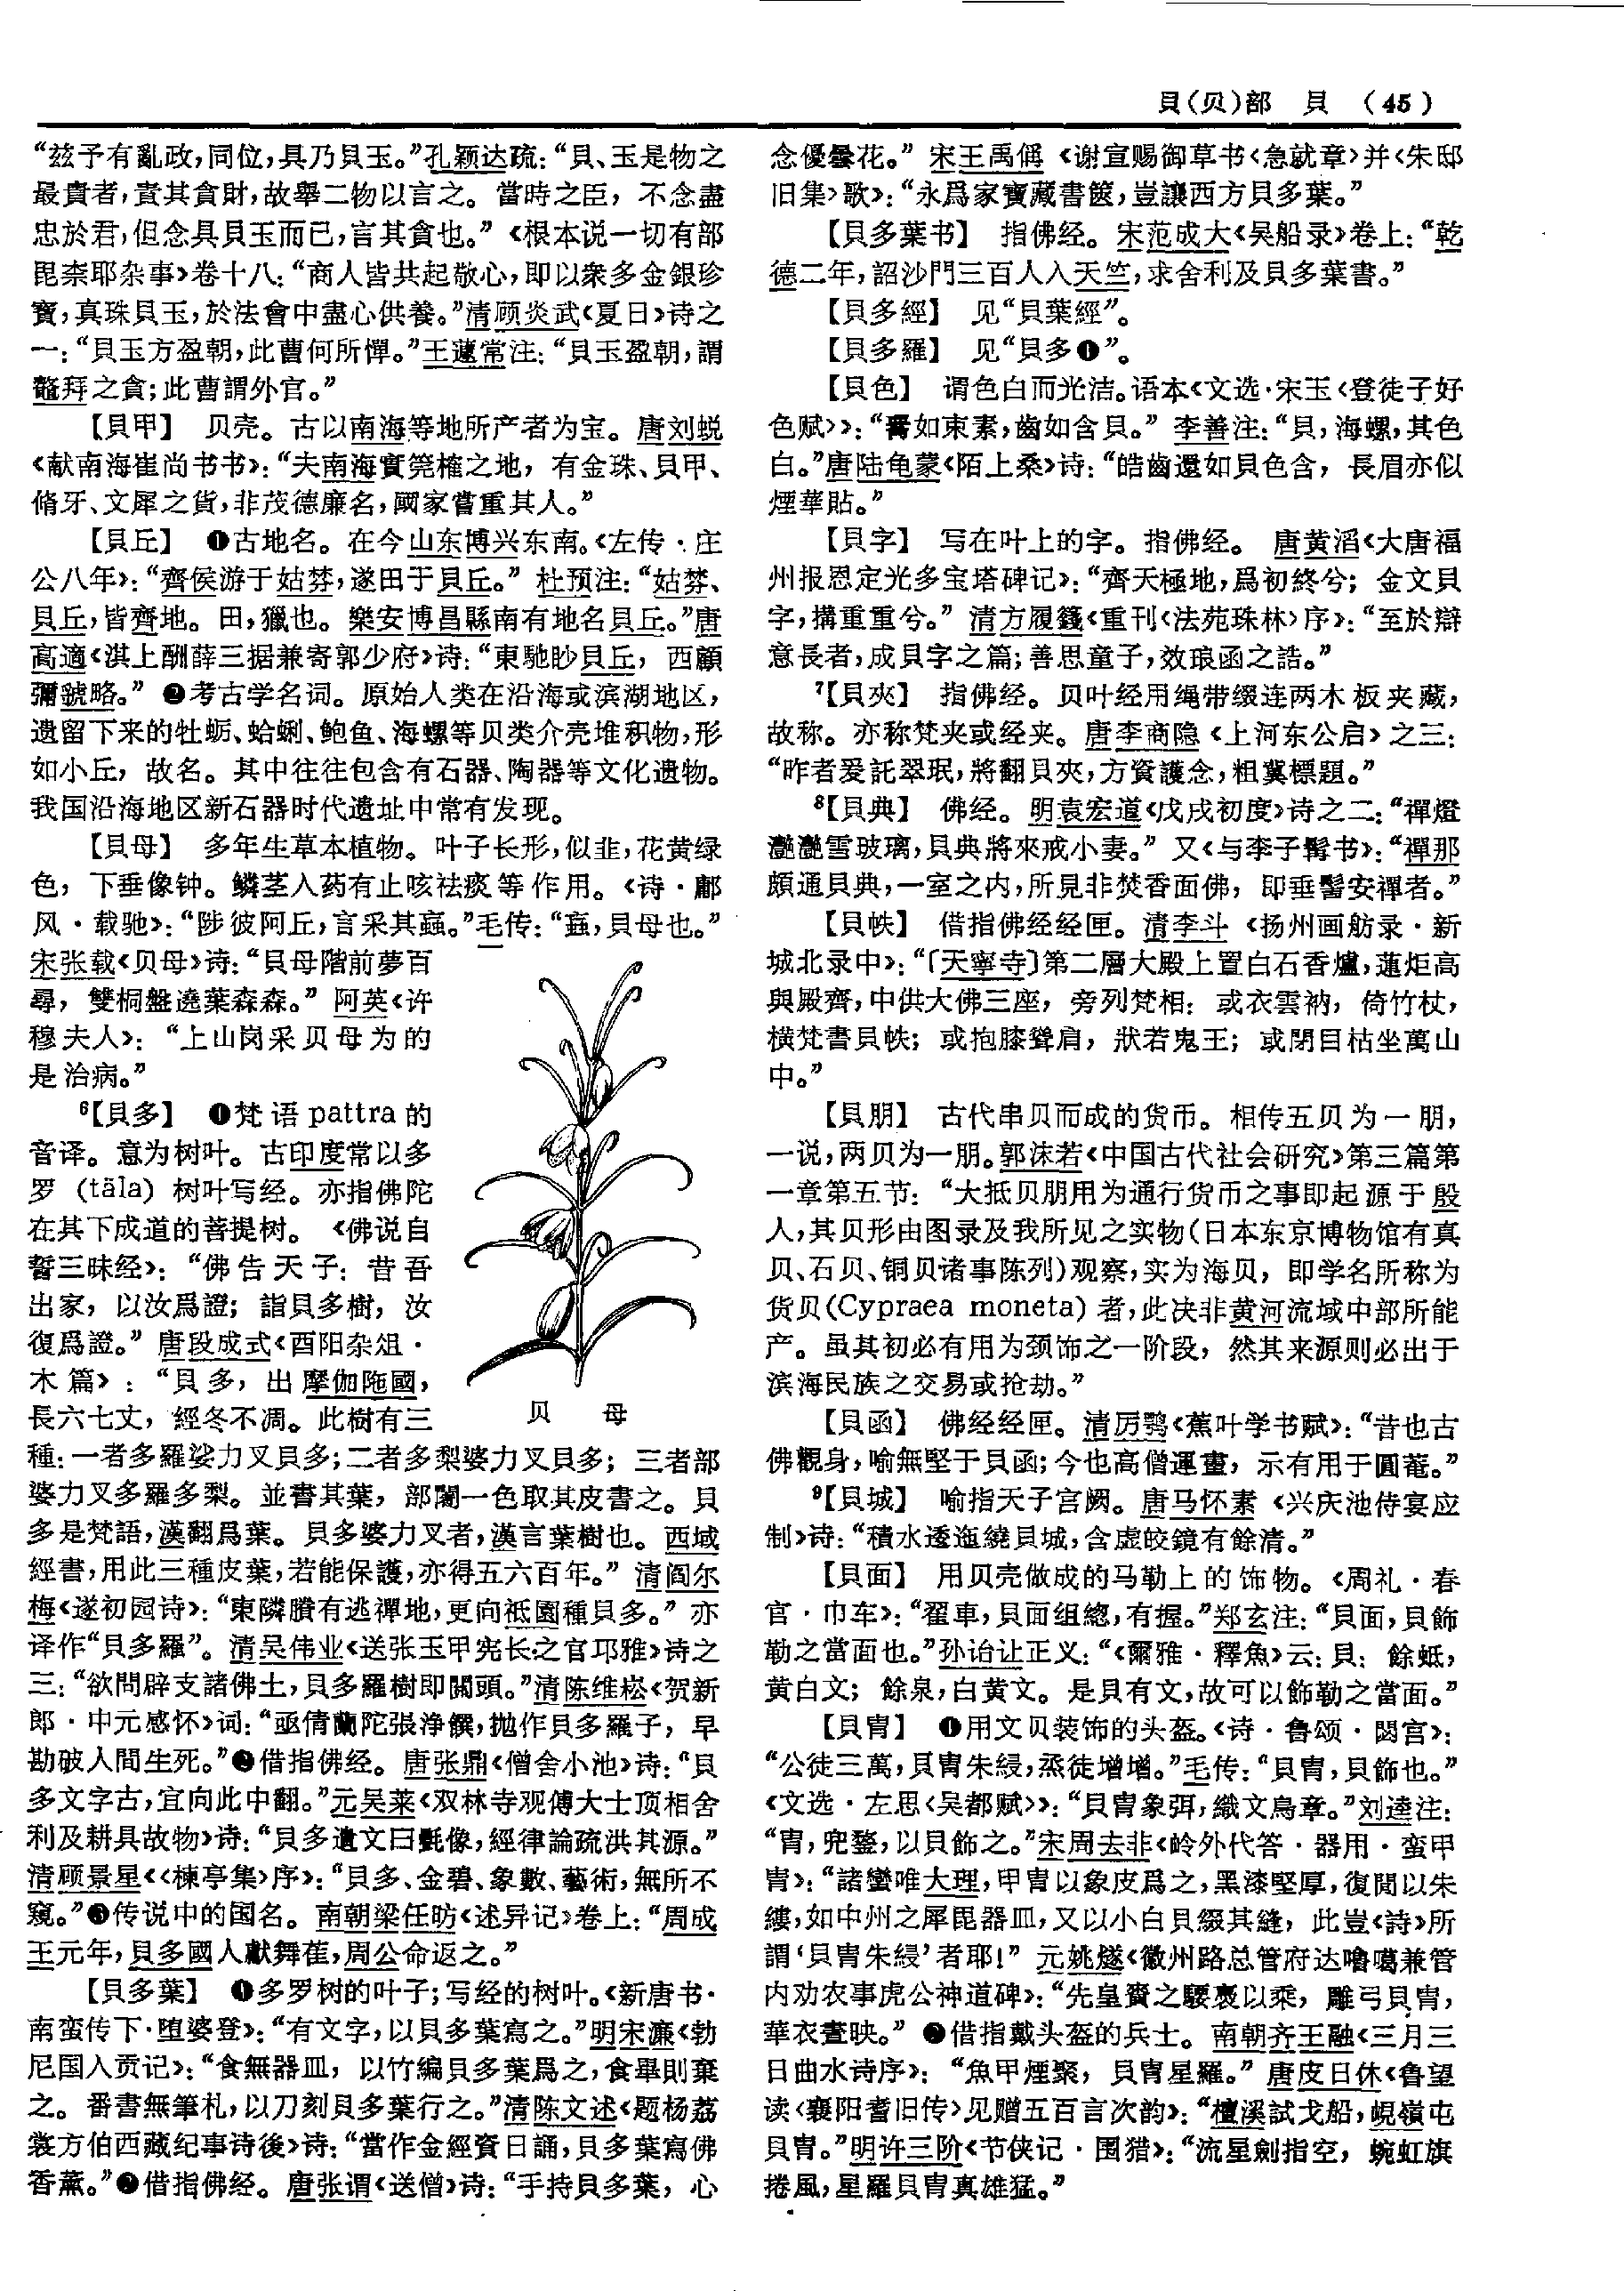 貝(贝)部　貝　(45)
“兹予有亂政,同位,具乃貝玉。”孔颖达疏:“貝、玉是物之
最貴者,責其貪財,故舉二物以言之。當時之臣,不念盡
忠於君,但念具貝玉而已,言其貪也。”《根本说一切有部
毘奈耶杂事》卷十八:“商人皆共起敬心,即以衆多金銀珍
寶,真珠貝玉,於法會中盡心供養。”清顾炎武《夏日》诗之
一:“貝玉方盈朝,此曹何所憚。”王蘧常注:“貝玉盈朝,謂
鼇拜之貪;此曹謂外官。”
【貝甲】　贝壳。古以南海等地所产者为宝。唐刘蜕
《献南海崔尚书书》:“夫南海實筦榷之地,有金珠、貝甲、
脩牙、文犀之貨,非茂德廉名,國家嘗重其人。”
【貝丘】　❶古地名。在今山东博兴东南。《左传·庄
公八年》:“齊侯游于姑棼,遂田于貝丘。”杜预注:“姑棼、
貝丘,皆齊地。田,獵也。樂安博昌縣南有地名貝丘。”唐
高適《淇上酬薛三据兼寄郭少府》诗:“東馳眇貝丘,西顧
彌虢略。”❷考古学名词。原始人类在沿海或滨湖地区,
遗留下来的牡蛎、蛤蜊、鲍鱼、海螺等贝类介壳堆积物,形
如小丘,故名。其中往往包含有石器、陶器等文化遗物。
我国沿海地区新石器时代遗址中常有发现。
【貝母】　多年生草本植物。叶子长形,似韭,花黄绿
色,下垂像钟。鳞茎入药有止咳祛痰等作用。《诗·鄘
风·载驰》:“陟彼阿丘,言采其蝱。”毛传:“蝱,貝母也。”
宋张载《贝母》诗:“貝母階前蔓百
尋,雙桐盤遶葉森森。”阿英《许
穆夫人》:“上山岗采贝母为的
是治病。”
⁶【貝多】　❶梵语pattra的
音译。意为树叶。古印度常以多
罗(tāla)树叶写经。亦指佛陀
在其下成道的菩提树。《佛说自
誓三昧经》:“佛告天子:昔吾
出家,以汝爲證;詣貝多樹,汝
復爲證。”唐段成式《酉阳杂俎·
木篇》:“貝多,出摩伽陁國,
長六七丈,經冬不凋。此樹有三
種:一者多羅娑力叉貝多;二者多梨婆力叉貝多;三者部
婆力叉多羅多梨。並書其葉,部闍一色取其皮書之。貝
多是梵語,漢翻爲葉。貝多婆力叉者,漢言葉樹也。西域
經書,用此三種皮葉,若能保護,亦得五六百年。”清阎尔
梅《遂初园诗》:“東隣賸有逃禪地,更向祇園種貝多。”亦
译作“貝多羅”。清吴伟业《送张玉甲宪长之官邛雅》诗之
三:“欲問辟支諸佛土,貝多羅樹即關頭。”清陈维崧《贺新
郎·中元感怀》词:“亟倩蘭陀張浄饌,抛作貝多羅子,早
勘破人間生死。”❷借指佛经。唐张鼎《僧舍小池》诗:“貝
多文字古,宜向此中翻。”元吴莱《双林寺观傅大士顶相舍
利及耕具故物》诗:“貝多遺文曰氎像,經律論疏洪其源。”
清顾景星《〈楝亭集〉序》:“貝多、金碧、象數、藝術,無所不
窺。”❸传说中的国名。南朝梁任昉《述异记》卷上:“周成
王元年,貝多國人獻舞雀,周公命返之。”
【貝多葉】　❶多罗树的叶子;写经的树叶。《新唐书·
南蛮传下·堕婆登》:“有文字,以貝多葉寫之。”明宋濂《勃
尼国入贡记》:“食無器皿,以竹編貝多葉爲之,食畢則棄
之。番書無筆札,以刀刻貝多葉行之。”清陈文述《题杨荔
裳方伯西藏纪事诗後》诗:“當作金經資日誦,貝多葉寫佛
香薰。”❷借指佛经。唐张谓《送僧》诗:“手持貝多葉,心
念優曇花。”宋王禹偁《谢宣赐御草书〈急就章〉并〈朱邸
旧集〉歌》:“永爲家寶藏書篋,豈讓西方貝多葉。”
【貝多葉书】　指佛经。宋范成大《吴船录》卷上:“乾
德二年,詔沙門三百人入天竺,求舍利及貝多葉書。”
【貝多經】　见“貝葉經”。
【貝多羅】　见“貝多❶”。
【貝色】　谓色白而光洁。语本《文选·宋玉〈登徒子好
色赋〉》:“霄如束素,齒如含貝。”李善注:“貝,海螺,其色
白。”唐陆龟蒙《陌上桑》诗:“皓齒還如貝色含,長眉亦似
煙華貼。”
【貝字】　写在叶上的字。指佛经。唐黄滔《大唐福
州报恩定光多宝塔碑记》:“齊天極地,爲初終兮;金文貝
字,搆重重兮。”清方履籛《重刊〈法苑珠林〉序》:“至於辯
意長者,成貝字之篇;善思童子,效琅函之誥。”
⁷【貝夾】　指佛经。贝叶经用绳带缀连两木板夹藏,
故称。亦称梵夹或经夹。唐李商隐《上河东公启》之三:
“昨者爰託翠珉,將翻貝夾,方資護念,粗冀標題。”
⁸【貝典】　佛经。明袁宏道《戊戌初度》诗之二:“禪燈
灩灩雪玻璃,貝典將來戒小妻。”又《与李子髯书》:“禪那
頗通貝典,一室之内,所見非焚香面佛,即垂髫安禪者。”
【貝帙】　借指佛经经匣。清李斗《扬州画舫录·新
城北录中》:“〔天寧寺〕第二層大殿上置白石香爐,蓮炬高
與殿齊,中供大佛三座,旁列梵相:或衣雲衲,倚竹杖,
横梵書貝帙;或抱膝聳肩,狀若鬼王;或閉目枯坐萬山
中。”
【貝朋】　古代串贝而成的货币。相传五贝为一朋,
一说,两贝为一朋。郭沫若《中国古代社会研究》第三篇第
一章第五节:“大抵贝朋用为通行货币之事即起源于殷
人,其贝形由图录及我所见之实物(日本东京博物馆有真
贝、石贝、铜贝诸事陈列)观察,实为海贝,即学名所称为
货贝(Cypraea moneta)者,此决非黄河流域中部所能
产。虽其初必有用为颈饰之一阶段,然其来源则必出于
滨海民族之交易或抢劫。”
【貝函】　佛经经匣。清厉鹗《蕉叶学书赋》:“昔也古
佛觀身,喻無堅于貝函;今也高僧運畫,示有用于圓菴。”
⁹【貝城】　喻指天子宫阙。唐马怀素《兴庆池侍宴应
制》诗:“積水逶迤繞貝城,含虚皎鏡有餘清。”
【貝面】　用贝壳做成的马勒上的饰物。《周礼·春
官·巾车》:“翟車,貝面组總,有握。”郑玄注:“貝面,貝飾
勒之當面也。”孙诒让正义:“《爾雅·釋魚》云:貝:餘蚳,
黄白文;餘泉,白黄文。是貝有文,故可以飾勒之當面。”
【貝胄】　❶用文贝装饰的头盔。《诗·鲁颂·閟宫》:
“公徒三萬,貝胄朱綅,烝徒增增。”毛传:“貝胄,貝飾也。”
《文选·左思〈吴都赋〉》:“貝胄象弭,織文鳥章。”刘逵注:
“胄,兜鍪,以貝飾之。”宋周去非《岭外代答·器用·蛮甲
胄》:“諸蠻唯大理,甲胄以象皮爲之,黑漆堅厚,復間以朱
縷,如中州之犀毘器皿,又以小白貝綴其縫,此豈《詩》所
謂‘貝胄朱綅’者耶!”元姚燧《徽州路总管府达噜噶兼管
内劝农事虎公神道碑》:“先皇賚之騕褭以乘,雕弓貝胄,
華衣晝映。”❷借指戴头盔的兵士。南朝齐王融《三月三
日曲水诗序》:“魚甲煙聚,貝胄星羅。”唐皮日休《鲁望
读〈襄阳耆旧传〉见赠五百言次韵》:“檀溪試戈船,峴嶺屯
貝胄。”明许三阶《节侠记·围猎》:“流星劍指空,蜿虹旗
捲風,星羅貝胄真雄猛。”
贝　母